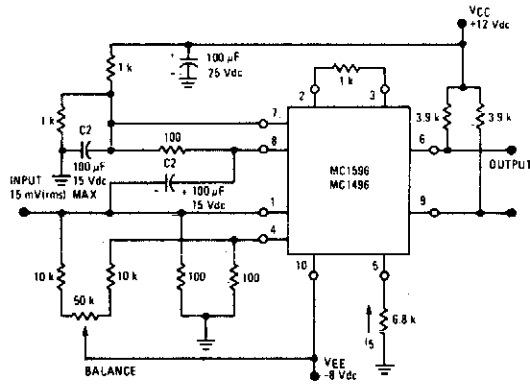 VCC
+12 Vdc
100 µF
25 Vdc
1 k
1 k
2
3
3.9 k
3.9 k
1 k
C2
7
100
8
6
100 µF
15 Vdc
C2
MC1596
MC1496
OUTPUT
INPUT
15 mV(rms) MAX
+ 100 µF
15 Vdc
1
9
4
10 k
10 k
100
100
10
5
50 k
I5
6.8 k
BALANCE
VEE
-8 Vdc